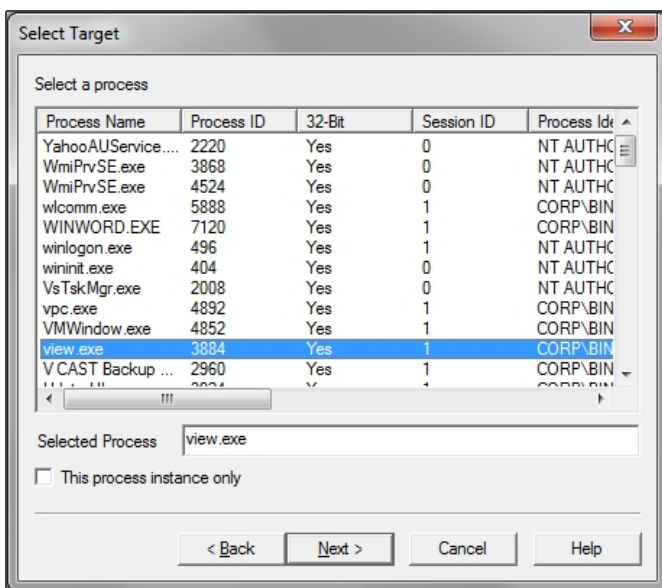 Select Target
Select a process
Process Name Process ID 32-Bit Session ID Process Ide
YahooAUService.... 2220 Yes 0 NT AUTHC
WmiPrvSE.exe 3868 Yes 0 NT AUTHC
WmiPrvSE.exe 4524 Yes 0 NT AUTHC
wlcomm.exe 5888 Yes 1 CORP\BIN
WINWORD.EXE 7120 Yes 1 CORP\BIN
winlogon.exe 496 Yes 1 NT AUTHC
wininit.exe 404 Yes 0 NT AUTHC
VsTskMgr.exe 2008 Yes 0 NT AUTHC
vpc.exe 4892 Yes 1 CORP\BIN
VMWindow.exe 4852 Yes 1 CORP\BIN
view.exe 3884 Yes 1 CORP\BIN
V CAST Backup ... 2960 Yes 1 CORP\BIN
Selected Process view.exe
This process instance only
< Back Next > Cancel Help